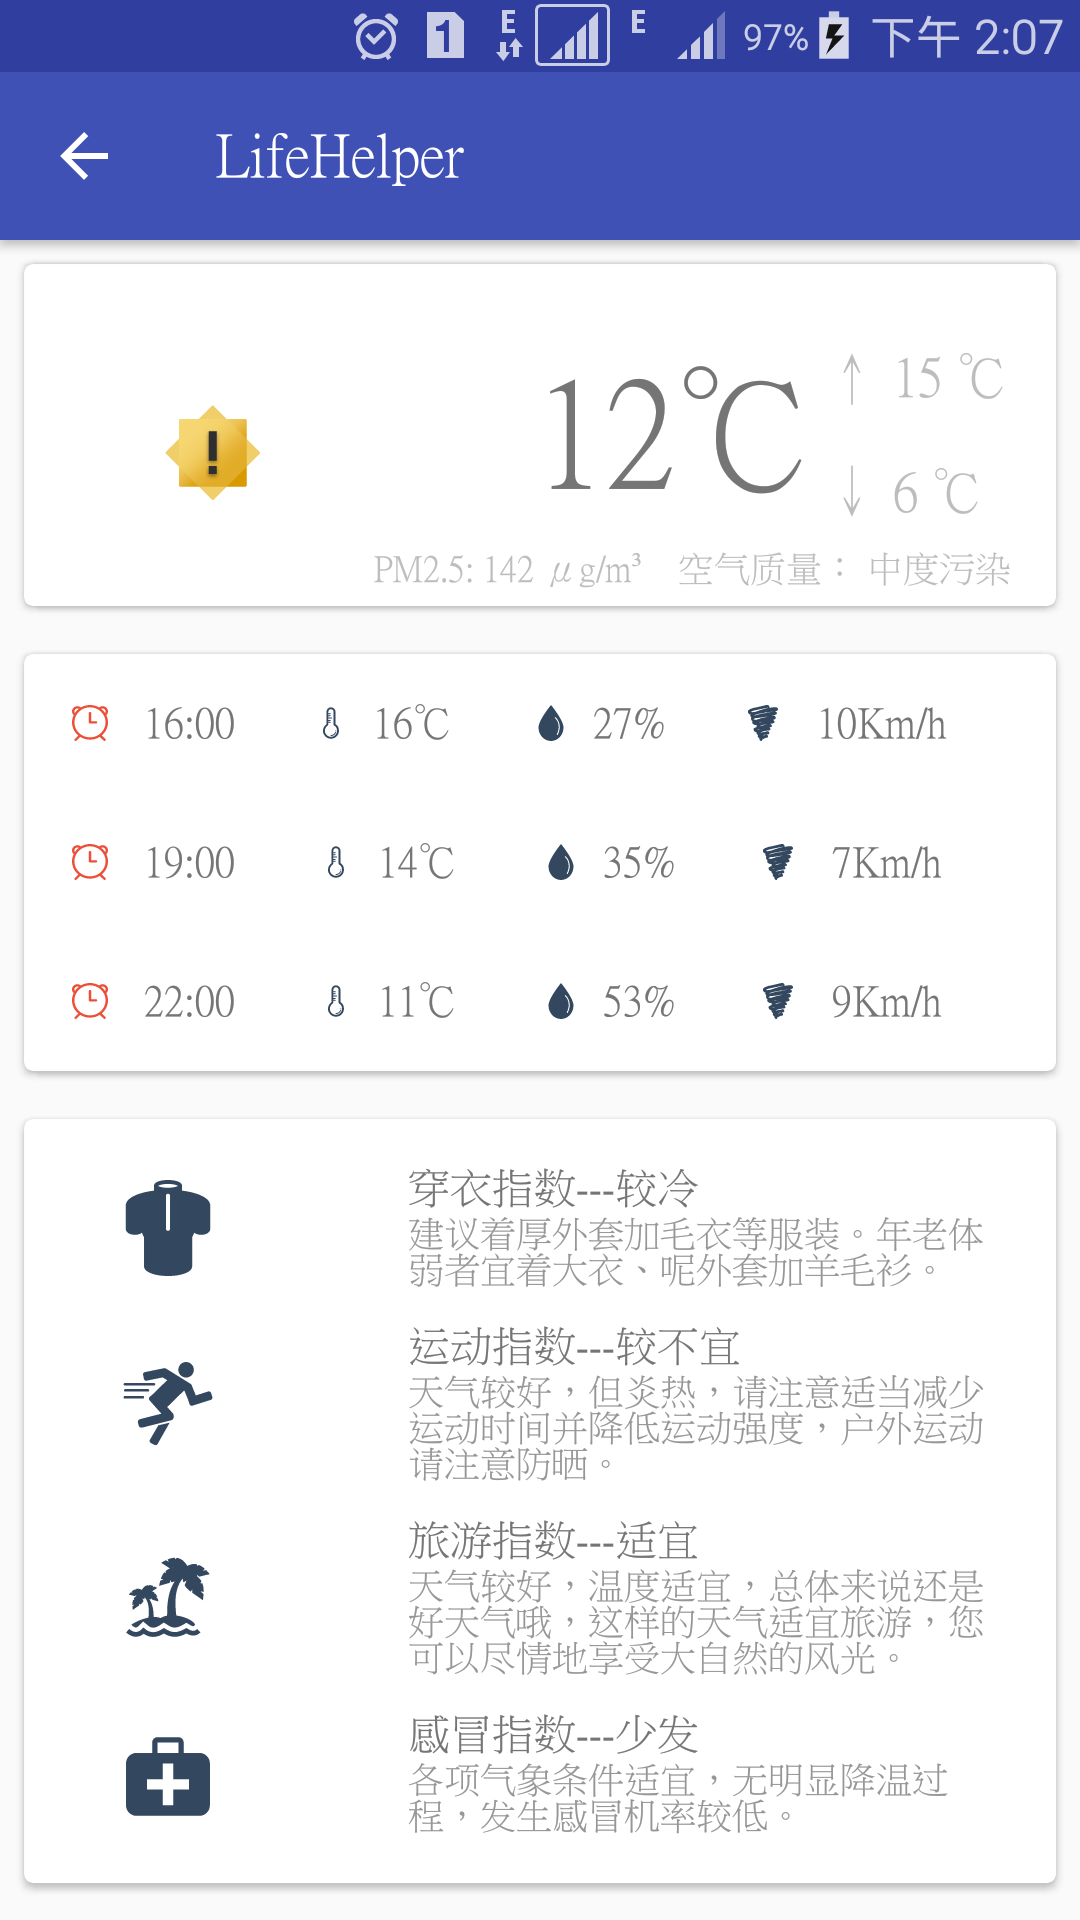 E 1 E 97% 下午 2:07
LifeHelper
12℃
↑ 15 ℃
↓ 6 ℃
PM2.5: 142 μg/m³ 空气质量： 中度污染
16:00 16℃ 27% 10Km/h
19:00 14℃ 35% 7Km/h
22:00 11℃ 53% 9Km/h
穿衣指数---较冷
建议着厚外套加毛衣等服装。年老体
弱者宜着大衣、呢外套加羊毛衫。
运动指数---较不宜
天气较好，但炎热，请注意适当减少
运动时间并降低运动强度，户外运动
请注意防晒。
旅游指数---适宜
天气较好，温度适宜，总体来说还是
好天气哦，这样的天气适宜旅游，您
可以尽情地享受大自然的风光。
感冒指数---少发
各项气象条件适宜，无明显降温过
程，发生感冒机率较低。